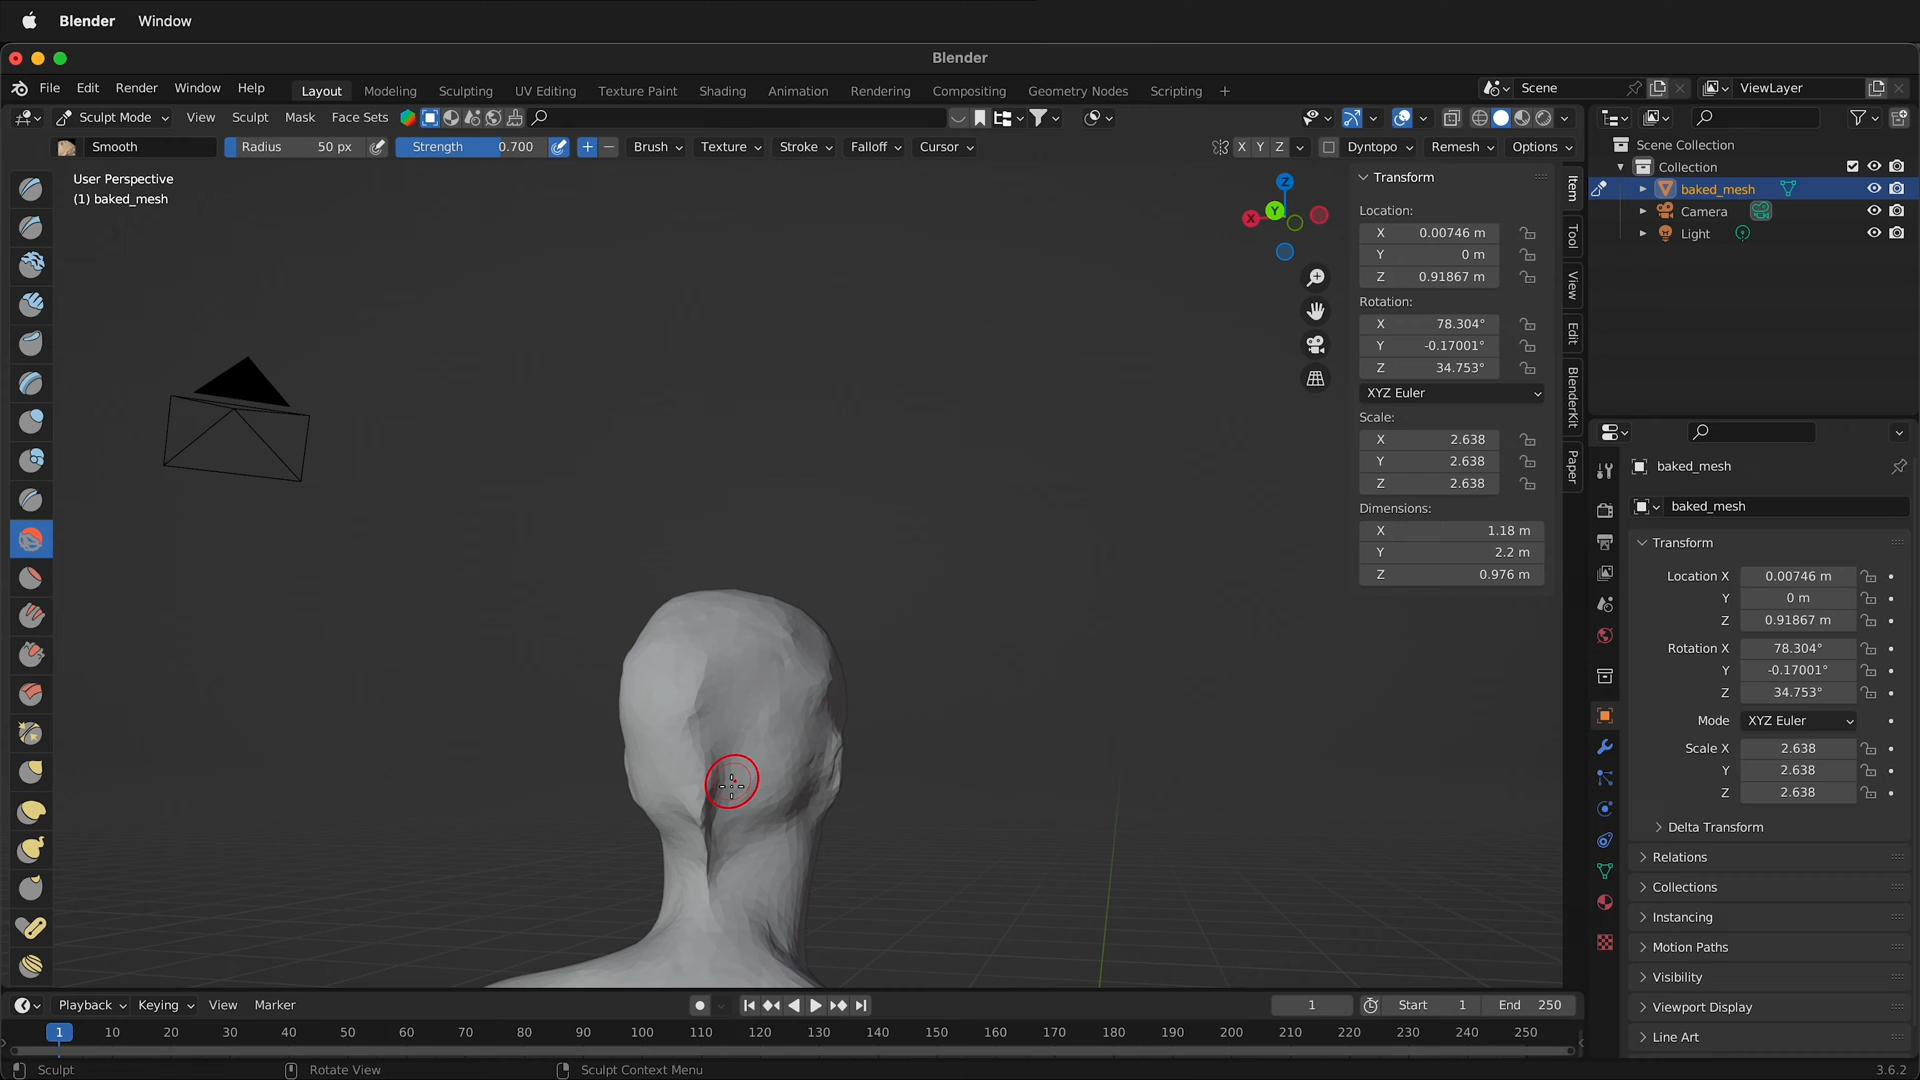 Blender Window
Blender
File Edit Render Window Help Layout Modeling Sculpting UV Editing Texture Paint Shading Animation Rendering Compositing Geometry Nodes Scripting + Scene ViewLayer
Sculpt Mode View Sculpt Mask Face Sets
Smooth Radius 50 px Strength 0.700 + − Brush Texture Stroke Falloff Cursor X Y Z Dyntopo Remesh Options
User Perspective
(1) baked_mesh
Z
Y
X
Transform
Location:
X 0.00746 m
Y 0 m
Z 0.91867 m
Rotation:
X 78.304°
Y -0.17001°
Z 34.753°
XYZ Euler
Scale:
X 2.638
Y 2.638
Z 2.638
Dimensions:
X 1.18 m
Y 2.2 m
Z 0.976 m
Item
Tool
View
Edit
BlenderKit
Paper
Scene Collection
Collection
baked_mesh
Camera
Light
baked_mesh
baked_mesh
Transform
Location X 0.00746 m
Y 0 m
Z 0.91867 m
Rotation X 78.304°
Y -0.17001°
Z 34.753°
Mode XYZ Euler
Scale X 2.638
Y 2.638
Z 2.638
Delta Transform
Relations
Collections
Instancing
Motion Paths
Visibility
Viewport Display
Line Art
Playback Keying View Marker 1 Start 1 End 250
1 10 20 30 40 50 60 70 80 90 100 110 120 130 140 150 160 170 180 190 200 210 220 230 240 250
Sculpt Rotate View Sculpt Context Menu 3.6.2